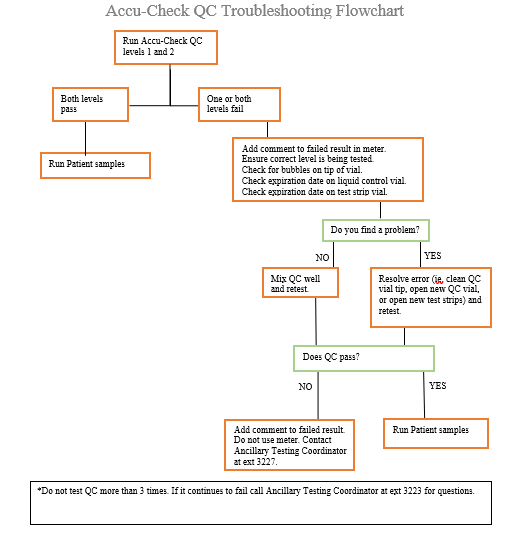 Accu-Check QC Troubleshooting Flowchart
Run Accu-Check QC
levels 1 and 2
Both levels
pass
One or both
levels fail
Run Patient samples
Add comment to failed result in meter.
Ensure correct level is being tested.
Check for bubbles on tip of vial.
Check expiration date on liquid control vial.
Check expiration date on test strip vial.
Do you find a problem?
NO
YES
Mix QC well
and retest.
Resolve error (ie, clean QC
vial tip, open new QC vial,
or open new test strips) and
retest.
Does QC pass?
NO
YES
Add comment to failed result.
Do not use meter. Contact
Ancillary Testing Coordinator
at ext 3227.
Run Patient samples
*Do not test QC more than 3 times. If it continues to fail call Ancillary Testing Coordinator at ext 3223 for questions.